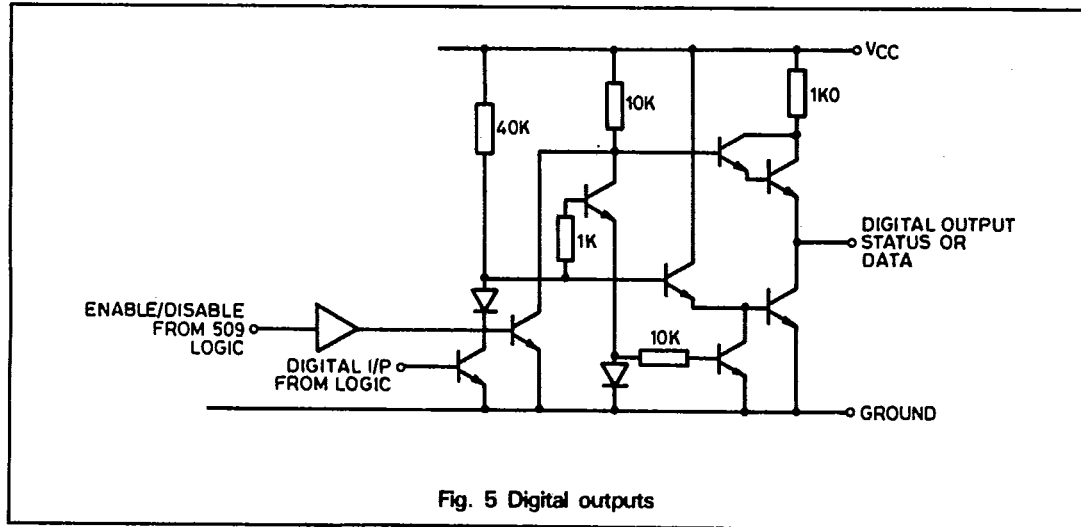 VCC
1K0
10K
40K
1K
DIGITAL OUTPUT
STATUS OR
DATA
ENABLE/DISABLE
FROM 509
LOGIC
DIGITAL I/P
FROM LOGIC
10K
GROUND
Fig. 5 Digital outputs